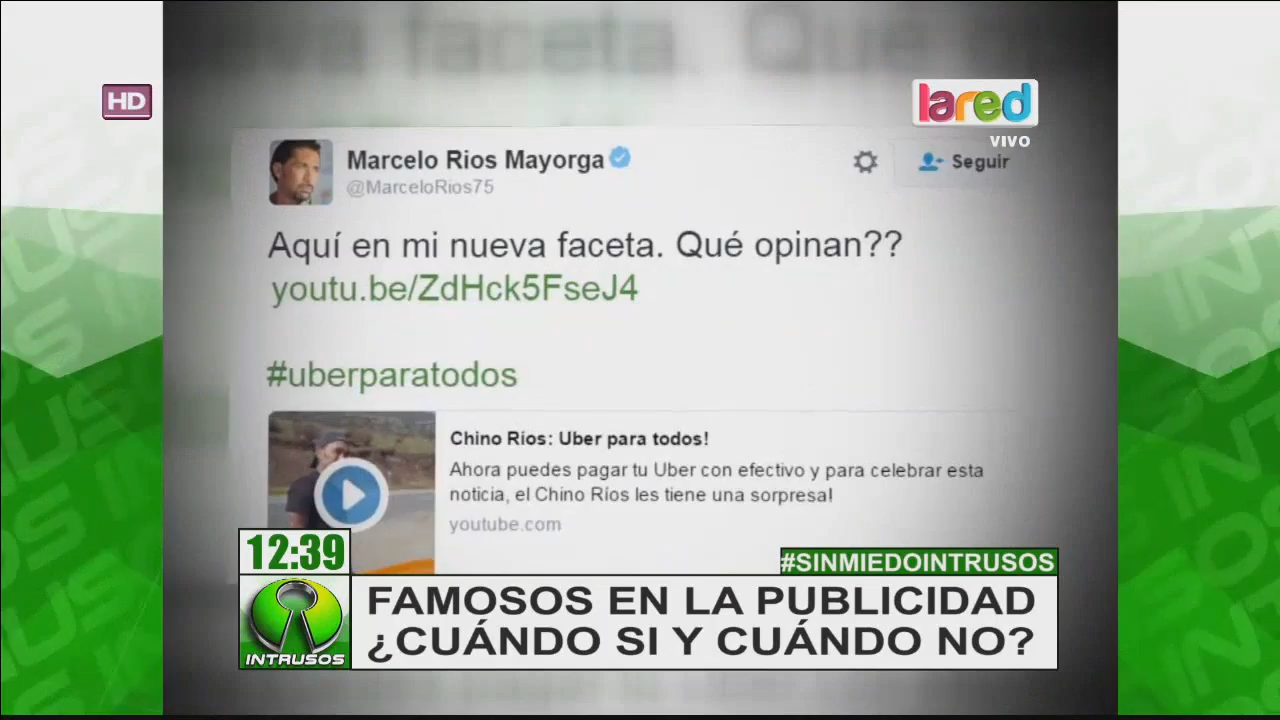 HD
lared
VIVO
Marcelo Rios Mayorga
@MarceloRios75
Seguir
Aquí en mi nueva faceta. Qué opinan??
youtu.be/ZdHck5FseJ4
#uberparatodos
Chino Ríos: Uber para todos!
Ahora puedes pagar tu Uber con efectivo y para celebrar esta
noticia, el Chino Ríos les tiene una sorpresa!
youtube.com
12:39
#SINMIEDOINTRUSOS
FAMOSOS EN LA PUBLICIDAD
¿CUÁNDO SI Y CUÁNDO NO?
INTRUSOS